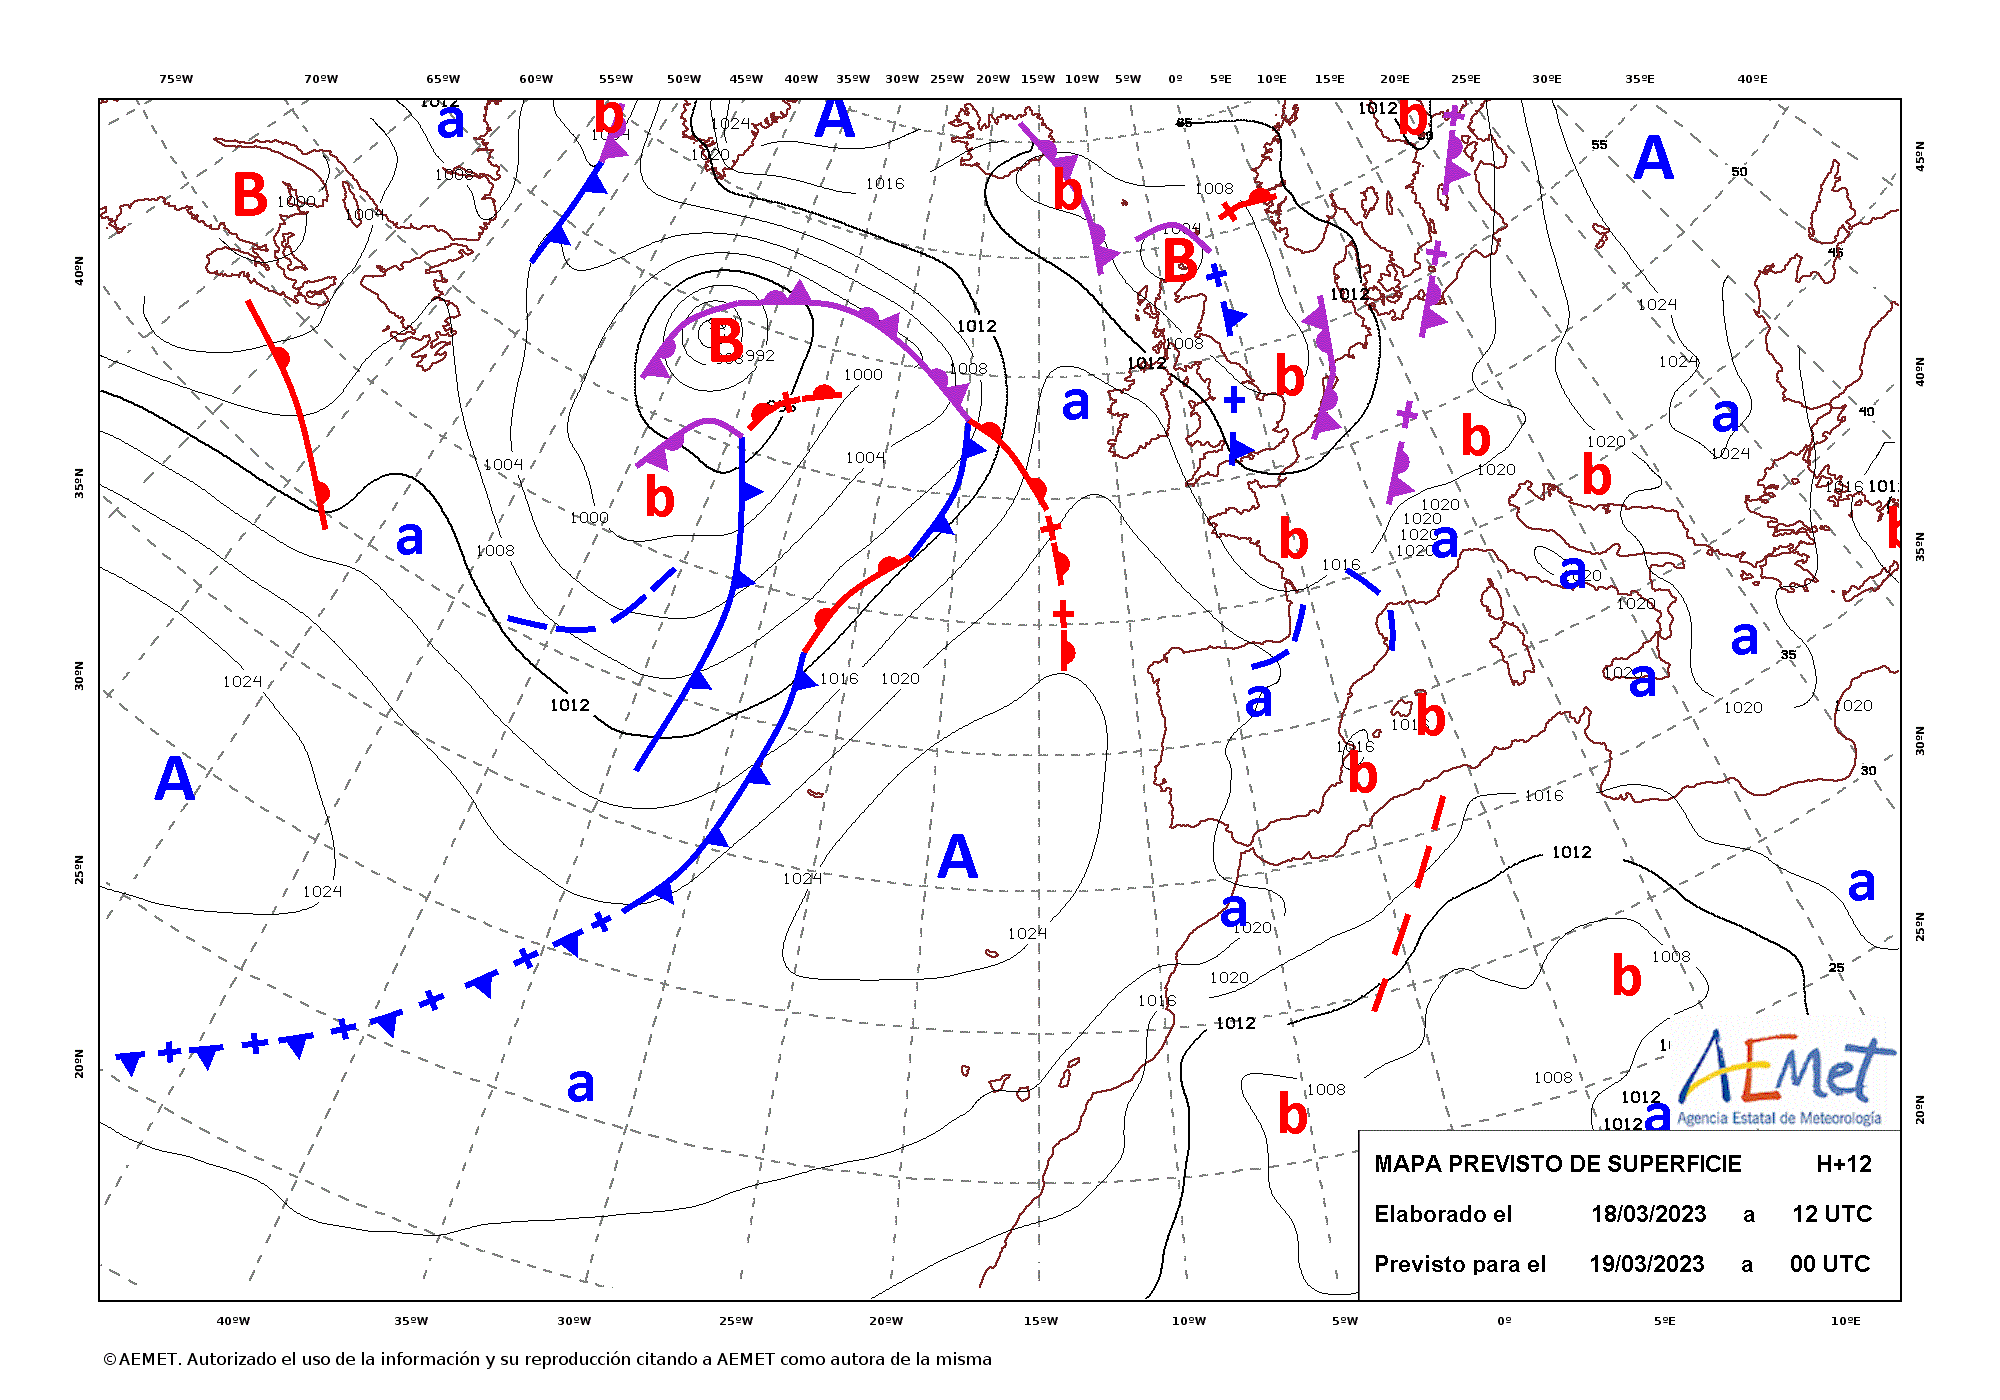 75ºW 70ºW 65ºW 60ºW 55ºW 50ºW 45ºW 40ºW 35ºW 30ºW 25ºW 20ºW 15ºW 10ºW 5ºW 0º 5ºE 10ºE 15ºE 20ºE 25ºE 30ºE 35ºE 40ºE
1012 a b 1024 A 1012 b
1024 1020 65 55 A 50 45ºN
B 1000 1004 1008 1016 b 1008
1004 B 45
40ºN 1012 1024
B 992 1012 1008 1012 1008 1024 40ºN
1000 a b a 40
1004 1004 b 1020 b 1024
35ºN b 1000 1020 1020 1016
a 1008 b 1020 1020 1020 a b 35ºN
1016 a 1020
1020 a 35
30ºN 1024 1012 1016 1020 a 1020 a 1020 1020
b 1016 30ºN
A 1016 b 30
1016
25ºN 1024 1024 A 1012 a
a 1020 25ºN
1024 1020 b 1008 25
1016 1012
20ºN a b 1008 1008 1012 a 20ºN
1012
AEMet
Agencia Estatal de Meteorología
MAPA PREVISTO DE SUPERFICIE H+12
Elaborado el 18/03/2023 a 12 UTC
Previsto para el 19/03/2023 a 00 UTC
40ºW 35ºW 30ºW 25ºW 20ºW 15ºW 10ºW 5ºW 0º 5ºE 10ºE
©AEMET. Autorizado el uso de la información y su reproducción citando a AEMET como autora de la misma